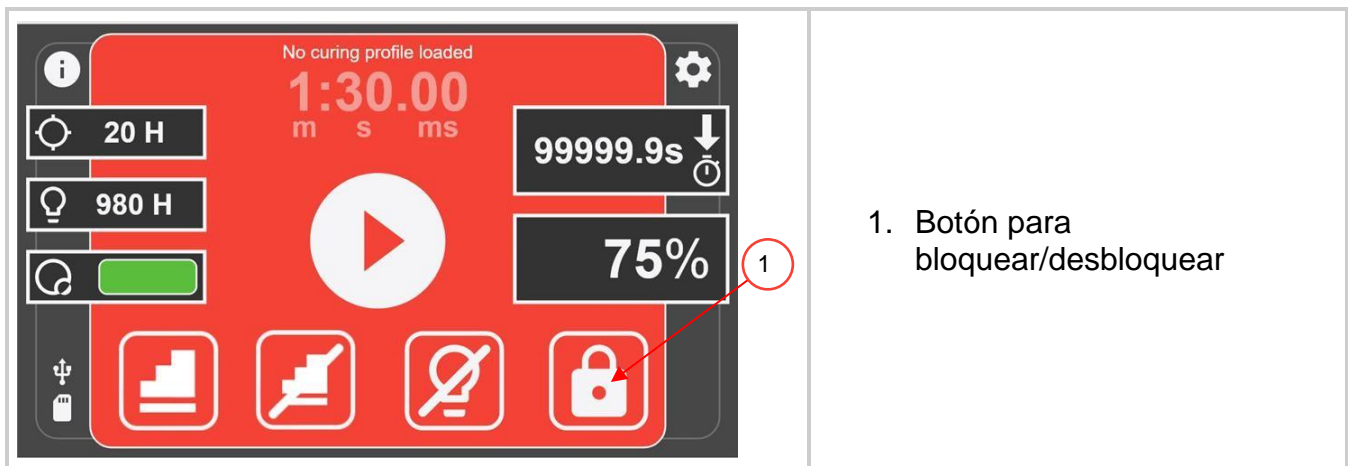 No curing profile loaded
1:30.00
m s ms
20 H
99999.9s
980 H
75%
1
1. Botón para
bloquear/desbloquear